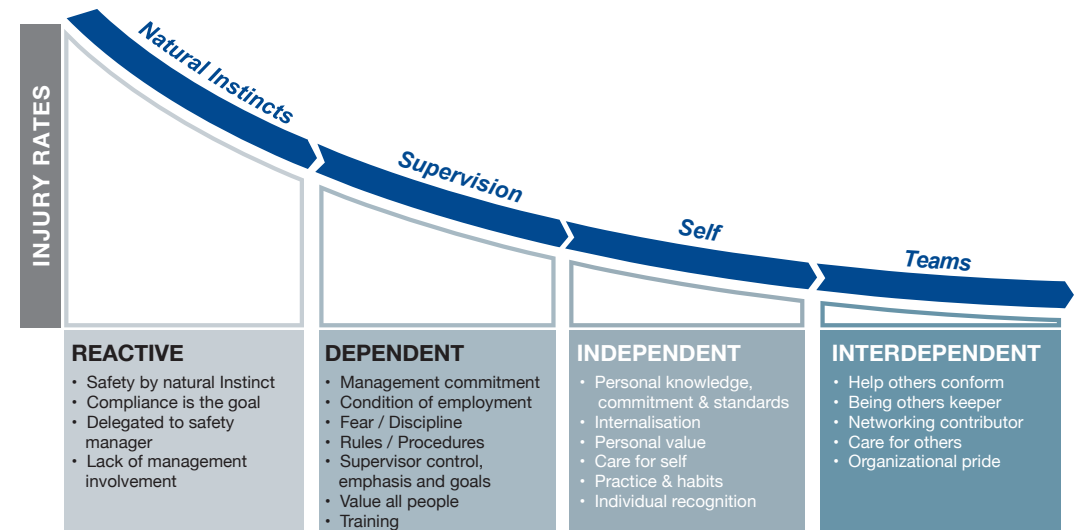 INJURY RATES
Natural Instincts
Supervision
Self
Teams
REACTIVE
• Safety by natural Instinct
• Compliance is the goal
• Delegated to safety
manager
• Lack of management
involvement
DEPENDENT
• Management commitment
• Condition of employment
• Fear / Discipline
• Rules / Procedures
• Supervisor control,
emphasis and goals
• Value all people
• Training
INDEPENDENT
• Personal knowledge,
commitment & standards
• Internalisation
• Personal value
• Care for self
• Practice & habits
• Individual recognition
INTERDEPENDENT
• Help others conform
• Being others keeper
• Networking contributor
• Care for others
• Organizational pride